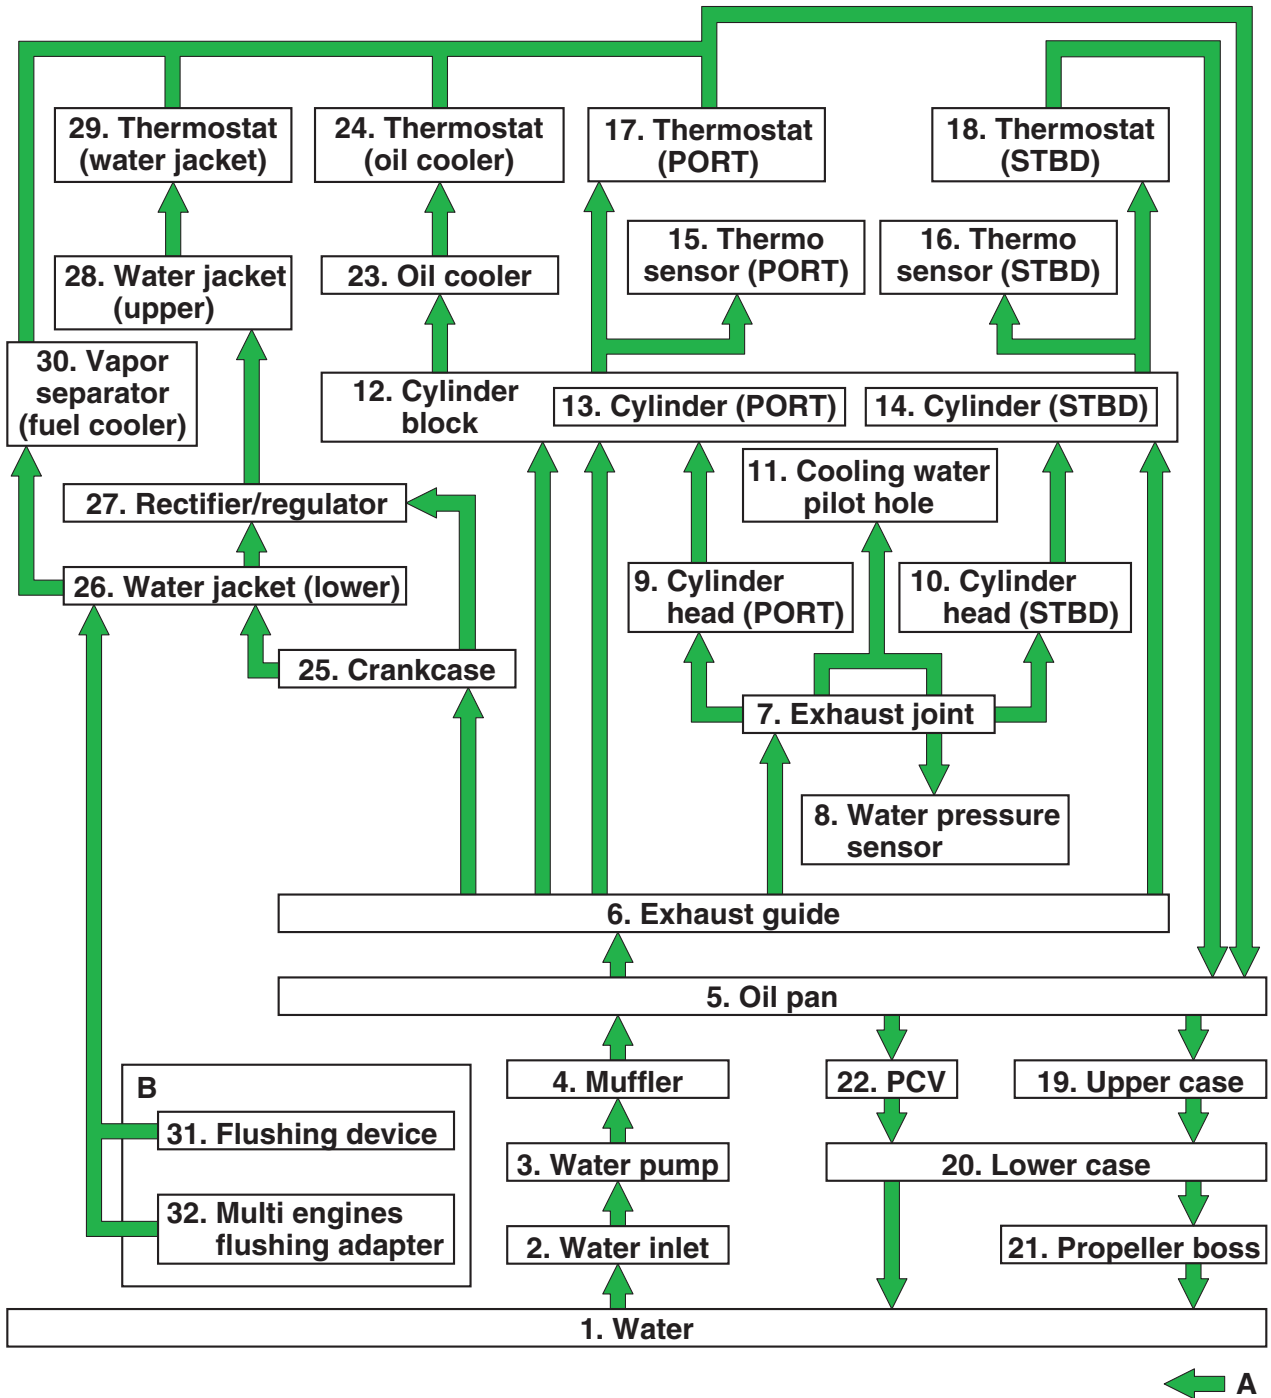 29. Thermostat
(water jacket)
24. Thermostat
(oil cooler)
17. Thermostat
(PORT)
18. Thermostat
(STBD)
15. Thermo
sensor (PORT)
16. Thermo
sensor (STBD)
28. Water jacket
(upper)
23. Oil cooler
30. Vapor
separator
(fuel cooler)
12. Cylinder
block
13. Cylinder (PORT)
14. Cylinder (STBD)
11. Cooling water
pilot hole
27. Rectifier/regulator
26. Water jacket (lower)
9. Cylinder
head (PORT)
10. Cylinder
head (STBD)
25. Crankcase
7. Exhaust joint
8. Water pressure
sensor
6. Exhaust guide
5. Oil pan
B
4. Muffler
22. PCV
19. Upper case
31. Flushing device
3. Water pump
20. Lower case
32. Multi engines
flushing adapter
2. Water inlet
21. Propeller boss
1. Water
A